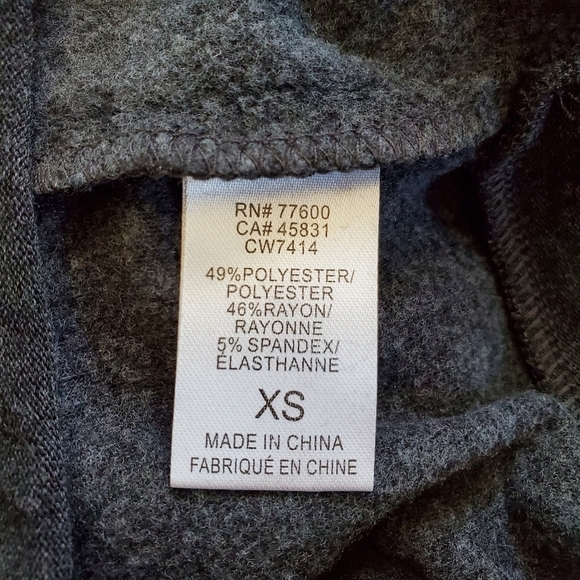 RN# 77600
CA# 45831
CW7414
49%POLYESTER/
POLYESTER
46%RAYON/
RAYONNE
5% SPANDEX/
ÉLASTHANNE
XS
MADE IN CHINA
FABRIQUÉ EN CHINE